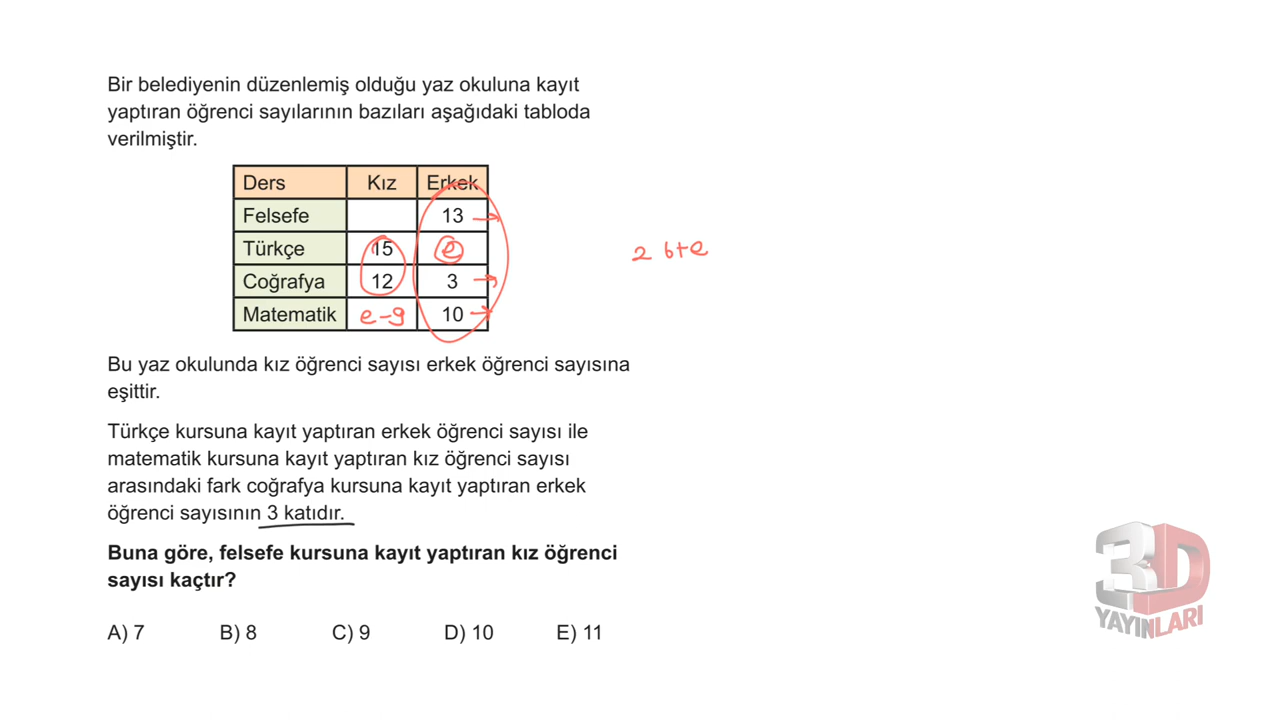 Bir belediyenin düzenlemiş olduğu yaz okuluna kayıt
yaptıran öğrenci sayılarının bazıları aşağıdaki tabloda
verilmiştir.
Ders Kız Erkek
Felsefe 13
Türkçe 15 e
Coğrafya 12 3
Matematik e-9 10
26+e
Bu yaz okulunda kız öğrenci sayısı erkek öğrenci sayısına
eşittir.
Türkçe kursuna kayıt yaptıran erkek öğrenci sayısı ile
matematik kursuna kayıt yaptıran kız öğrenci sayısı
arasındaki fark coğrafya kursuna kayıt yaptıran erkek
öğrenci sayısının 3 katıdır.
Buna göre, felsefe kursuna kayıt yaptıran kız öğrenci
sayısı kaçtır?
A) 7 B) 8 C) 9 D) 10 E) 11
3D
YAYINLARI